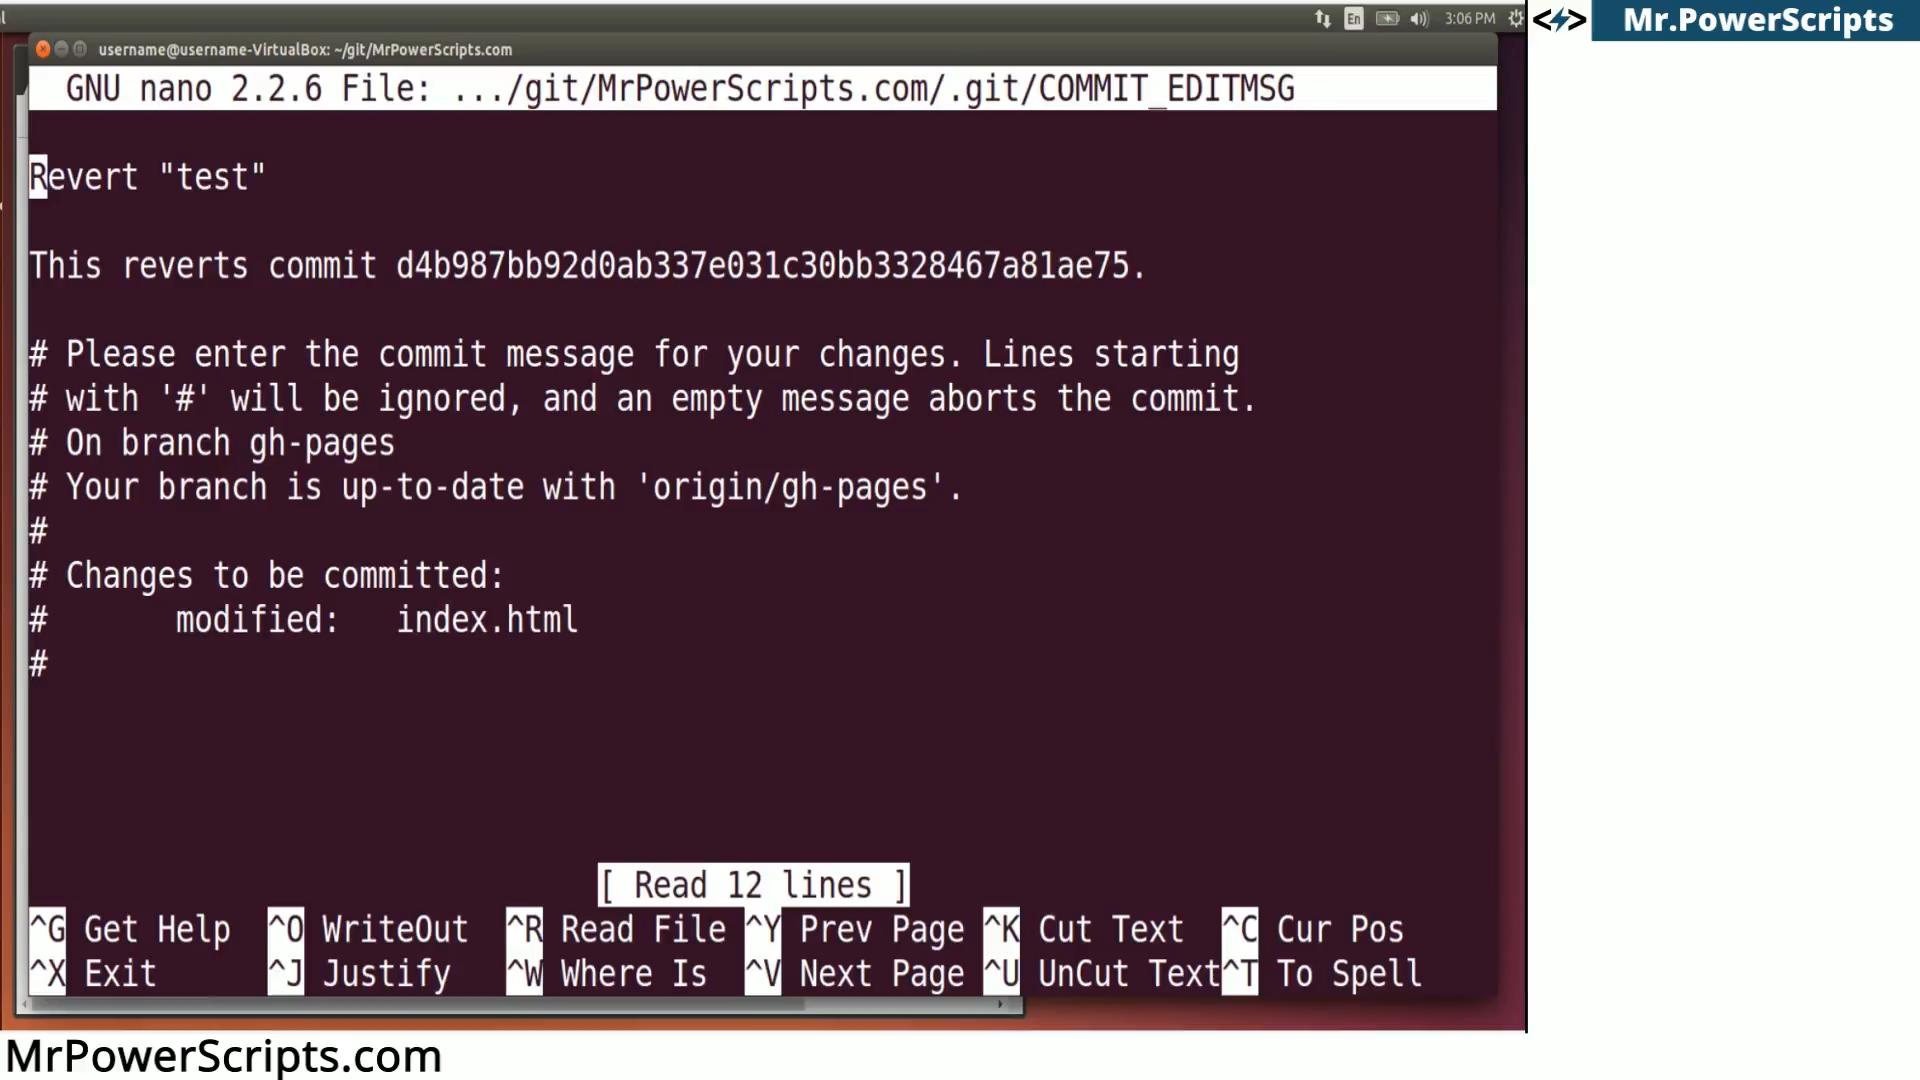 En
3:06 PM
Mr.PowerScripts
username@username-VirtualBox: ~/git/MrPowerScripts.com
GNU nano 2.2.6 File: .../git/MrPowerScripts.com/.git/COMMIT_EDITMSG
Revert "test"
This reverts commit d4b987bb92d0ab337e031c30bb3328467a81ae75.
# Please enter the commit message for your changes. Lines starting
# with '#' will be ignored, and an empty message aborts the commit.
# On branch gh-pages
# Your branch is up-to-date with 'origin/gh-pages'.
#
# Changes to be committed:
#       modified:   index.html
#
[ Read 12 lines ]
^G Get Help  ^O WriteOut  ^R Read File ^Y Prev Page ^K Cut Text  ^C Cur Pos
^X Exit      ^J Justify   ^W Where Is  ^V Next Page ^U UnCut Text^T To Spell
MrPowerScripts.com